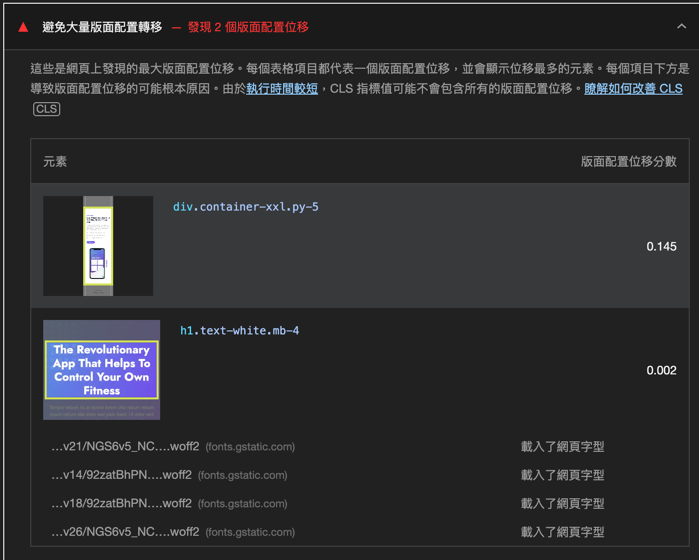 避免大量版面配置轉移 — 發現 2 個版面配置位移
這些是網頁上發現的最大版面配置位移。每個表格項目都代表一個版面配置位移，並會顯示位移最多的元素。每個項目下方是
導致版面配置位移的可能根本原因。由於執行時間較短，CLS 指標值可能不會包含所有的版面配置位移。瞭解如何改善 CLS
CLS
元素 版面配置位移分數
div.container-xxl.py-5
0.145
h1.text-white.mb-4
The Revolutionary
App That Helps To
Control Your Own
Fitness
0.002
…v21/NGS6v5_NC….woff2 (fonts.gstatic.com) 載入了網頁字型
…v14/92zatBhPN….woff2 (fonts.gstatic.com) 載入了網頁字型
…v18/92zatBhPN….woff2 (fonts.gstatic.com) 載入了網頁字型
…v26/NGS6v5_NC….woff2 (fonts.gstatic.com) 載入了網頁字型